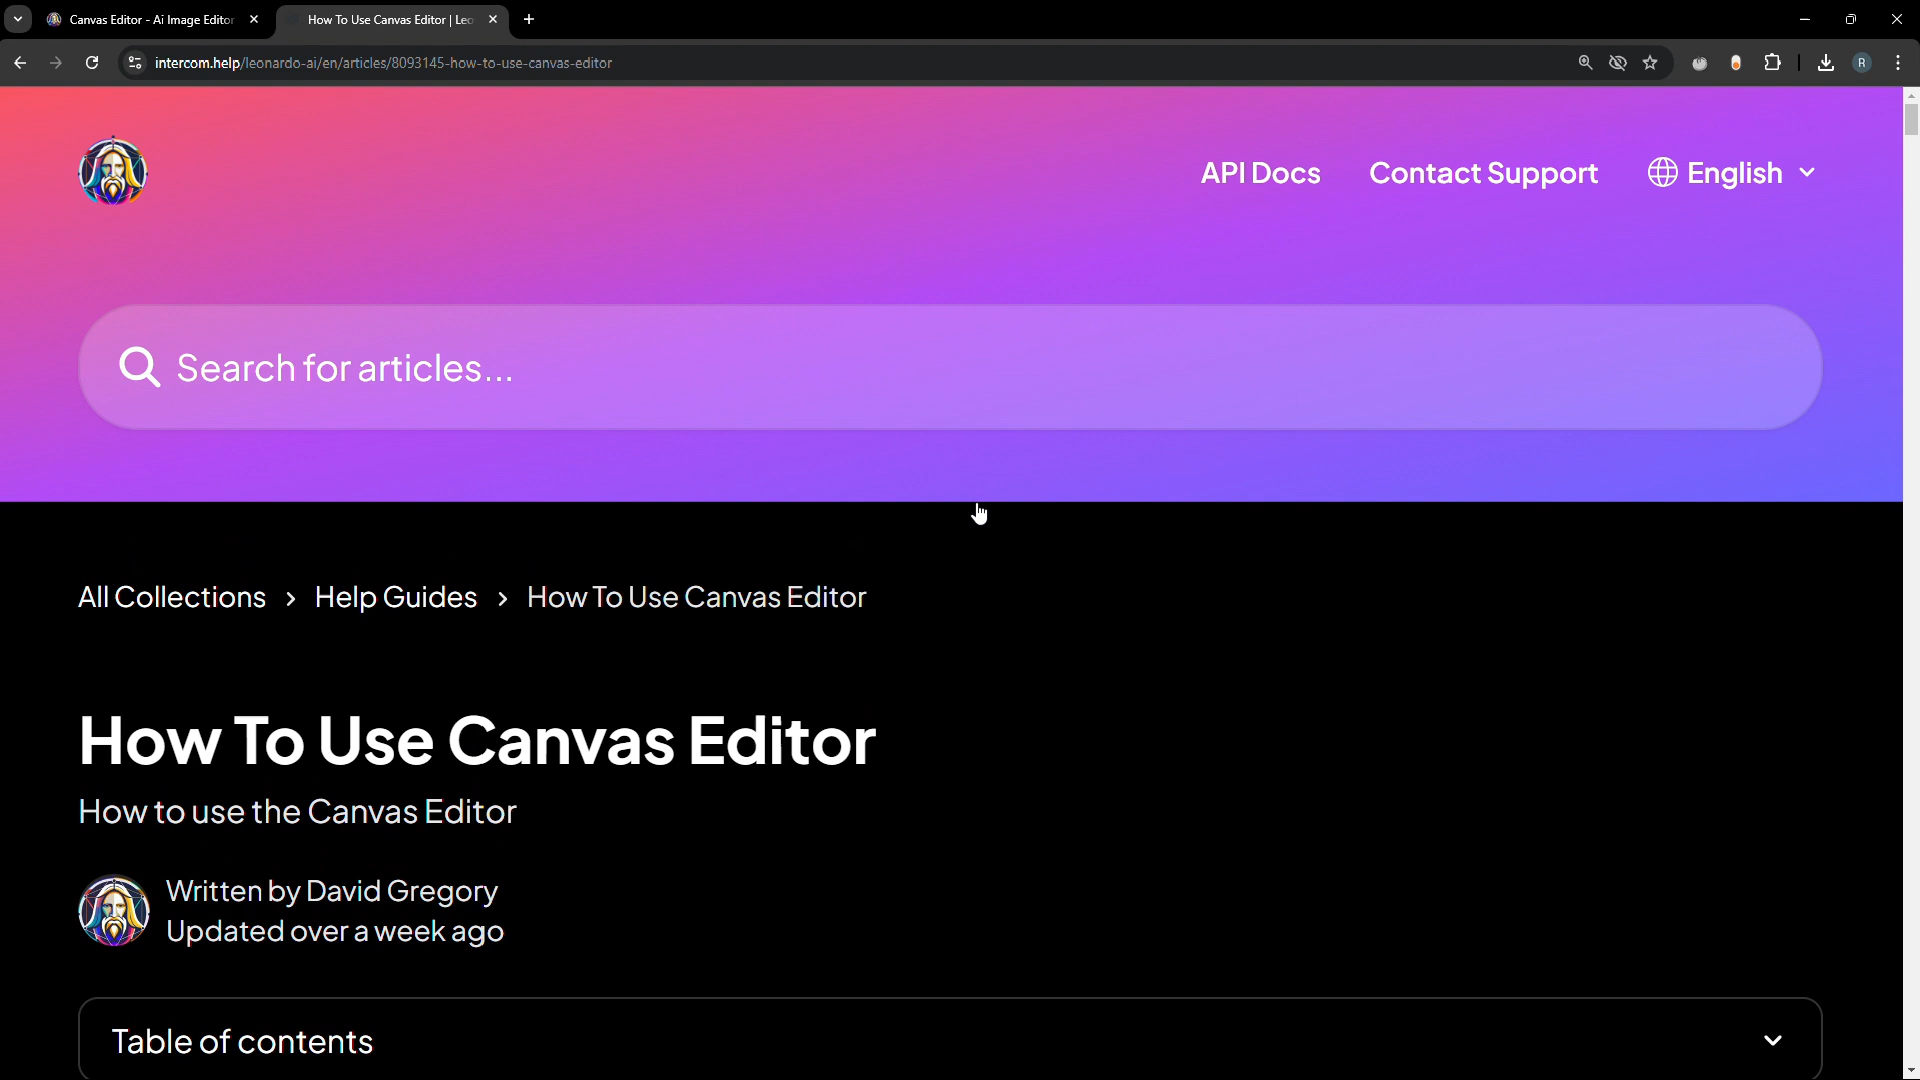 Canvas Editor - Ai Image Editor
How To Use Canvas Editor | Leo
intercom.help/leonardo-ai/en/articles/8093145-how-to-use-canvas-editor
R
API Docs
Contact Support
English
Search for articles...
All Collections > Help Guides > How To Use Canvas Editor
How To Use Canvas Editor
How to use the Canvas Editor
Written by David Gregory
Updated over a week ago
Table of contents